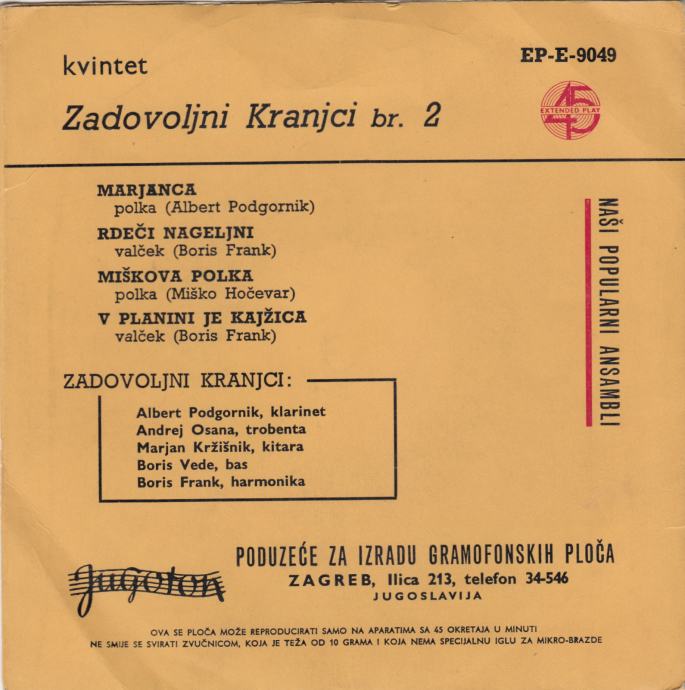 kvintet
EP-E-9049
Zadovoljni Kranjci br. 2
45
EXTENDED PLAY
MARJANCA
polka (Albert Podgornik)
RDEČI NAGELJNI
valček (Boris Frank)
MIŠKOVA POLKA
polka (Miško Hočevar)
V PLANINI JE KAJŽICA
valček (Boris Frank)
NAŠI POPULARNI ANSAMBLI
ZADOVOLJNI KRANJCI:
Albert Podgornik, klarinet
Andrej Osana, trobenta
Marjan Kržišnik, kitara
Boris Vede, bas
Boris Frank, harmonika
Jugoton
PODUZEĆE ZA IZRADU GRAMOFONSKIH PLOČA
ZAGREB, Ilica 213, telefon 34-546
JUGOSLAVIJA
OVA SE PLOČA MOŽE REPRODUCIRATI SAMO NA APARATIMA SA 45 OKRETAJA U MINUTI
NE SMIJE SE SVIRATI ZVUČNICOM, KOJA JE TEŽA OD 10 GRAMA I KOJA NEMA SPECIJALNU IGLU ZA MIKRO-BRAZDE